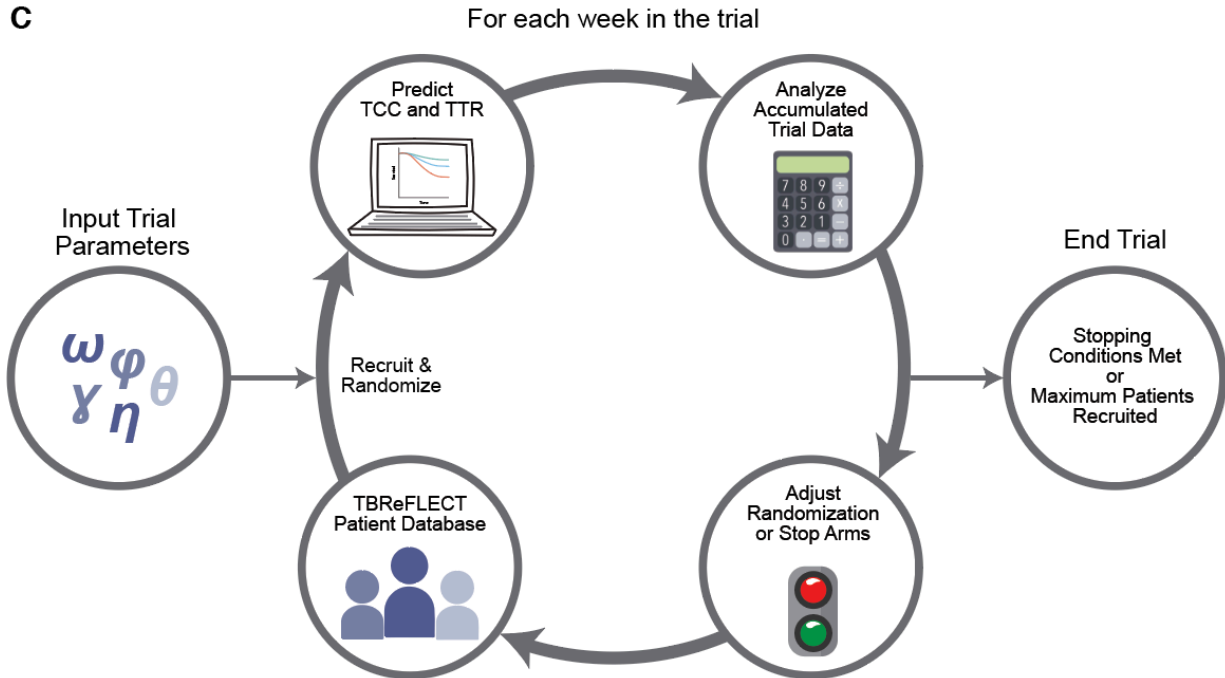 C
For each week in the trial
Predict
TCC and TTR
Survival
Time
Analyze
Accumulated
Trial Data
7 8 9 ÷
4 5 6 x
3 2 1 −
0 · = +
Input Trial
Parameters
ω φ θ
γ η
Recruit &
Randomize
End Trial
Stopping
Conditions Met
or
Maximum Patients
Recruited
TBReFLECT
Patient Database
Adjust
Randomization
or Stop Arms